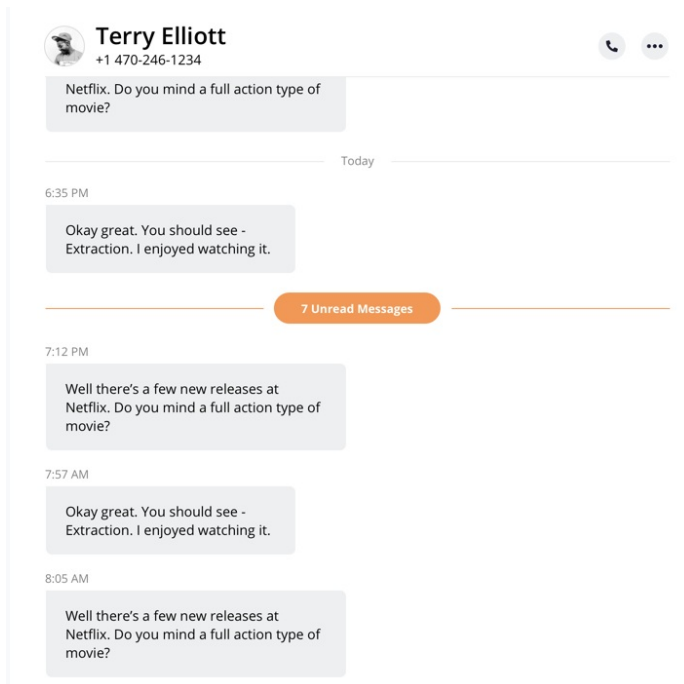 Terry Elliott
+1 470-246-1234
Netflix. Do you mind a full action type of
movie?
Today
6:35 PM
Okay great. You should see -
Extraction. I enjoyed watching it.
7 Unread Messages
7:12 PM
Well there’s a few new releases at
Netflix. Do you mind a full action type of
movie?
7:57 AM
Okay great. You should see -
Extraction. I enjoyed watching it.
8:05 AM
Well there’s a few new releases at
Netflix. Do you mind a full action type of
movie?